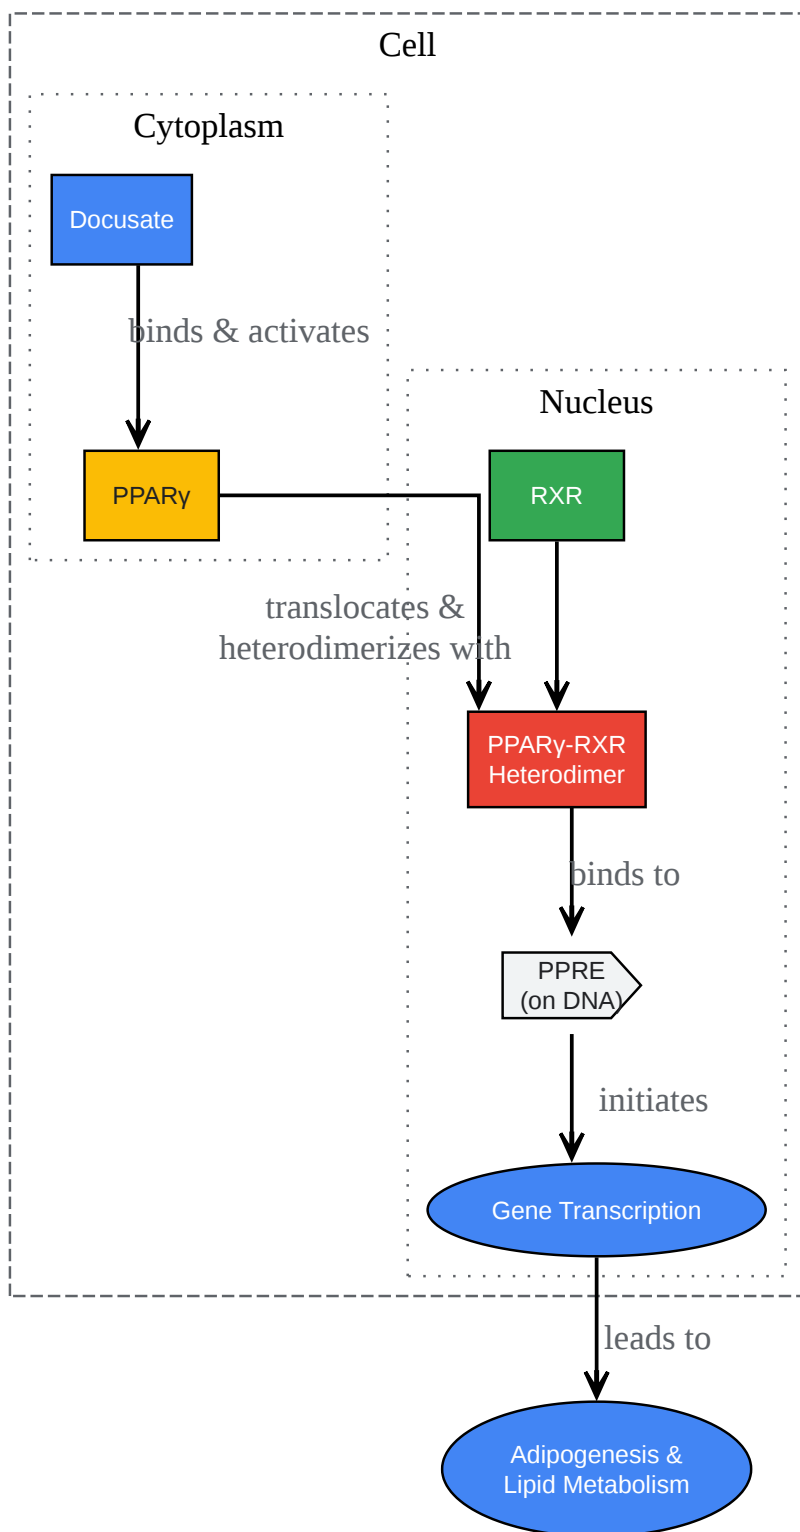 Cell
Cytoplasm
Docusate
binds & activates
Nucleus
PPARγ
RXR
translocates &
heterodimerizes with
PPARγ-RXR
Heterodimer
binds to
PPRE
(on DNA)
initiates
Gene Transcription
leads to
Adipogenesis &
Lipid Metabolism